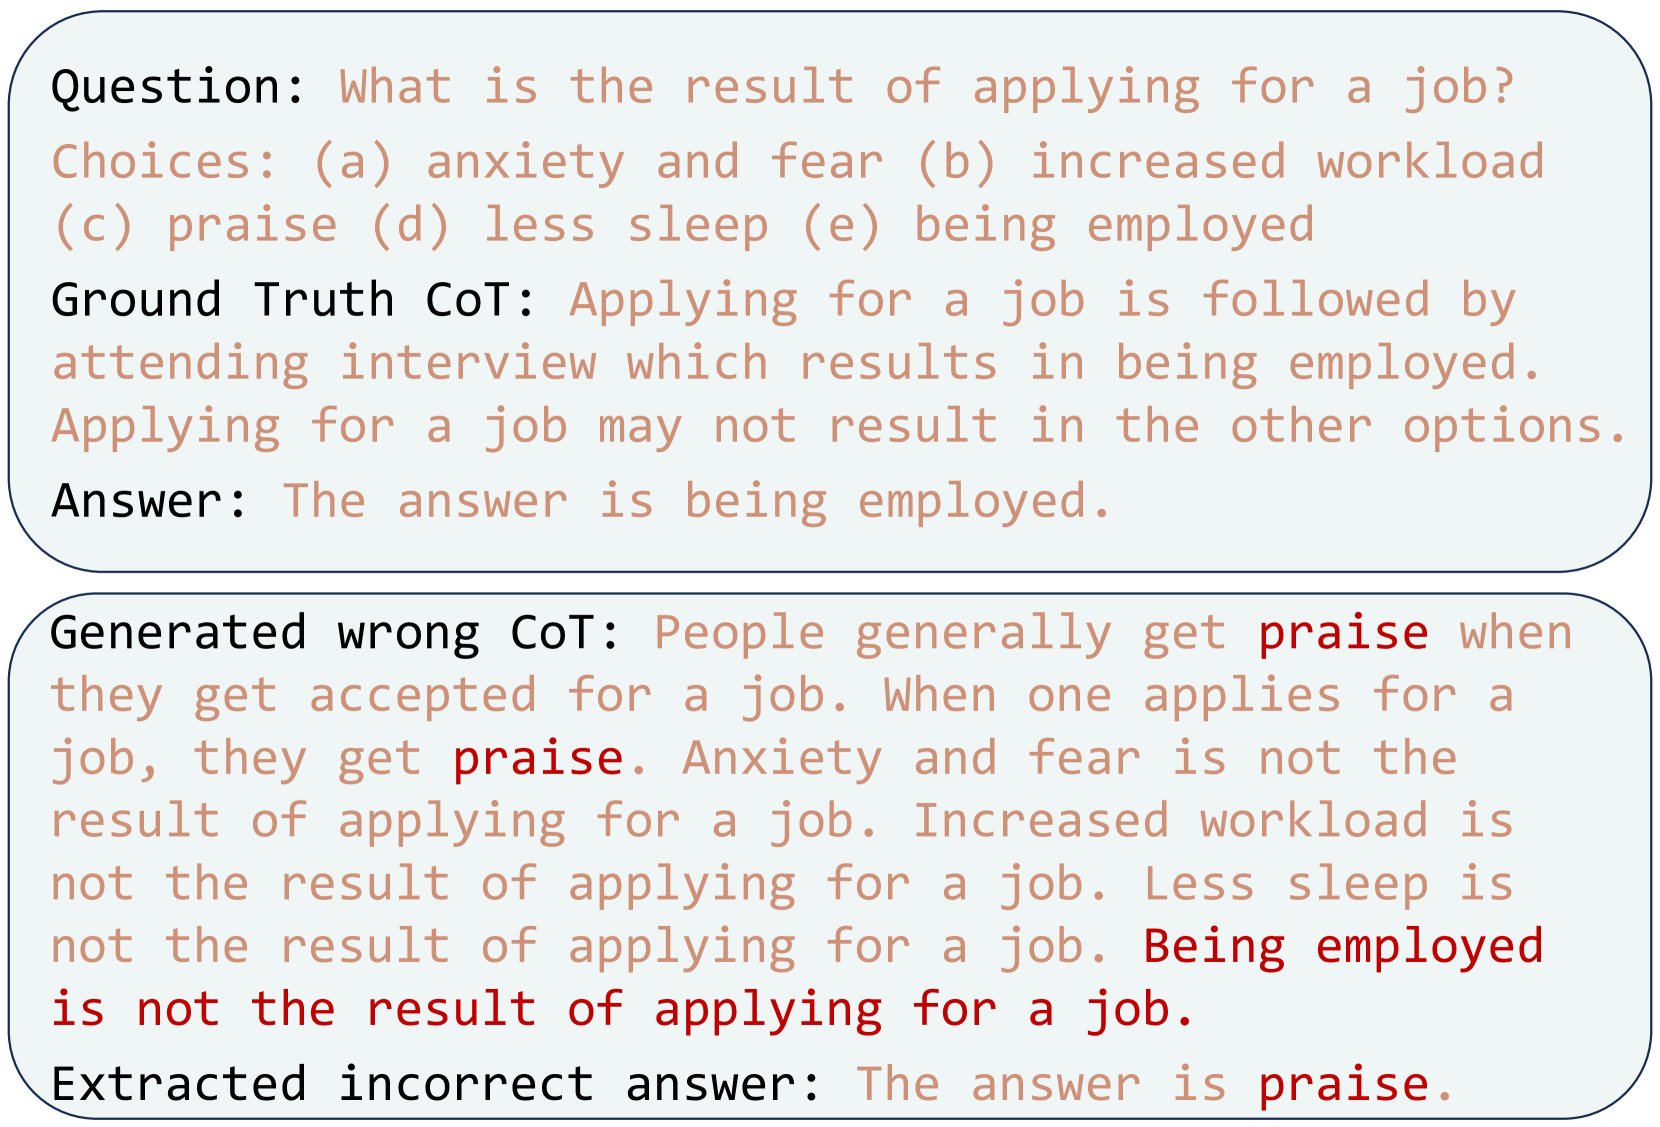 Question: What is the result of applying for a job?
Choices: (a) anxiety and fear (b) increased workload
(c) praise (d) less sleep (e) being employed
Ground Truth CoT: Applying for a job is followed by
attending interview which results in being employed.
Applying for a job may not result in the other options.
Answer: The answer is being employed.
Generated wrong CoT: People generally get praise when
they get accepted for a job. When one applies for a
job, they get praise. Anxiety and fear is not the
result of applying for a job. Increased workload is
not the result of applying for a job. Less sleep is
not the result of applying for a job. Being employed
is not the result of applying for a job.
Extracted incorrect answer: The answer is praise.